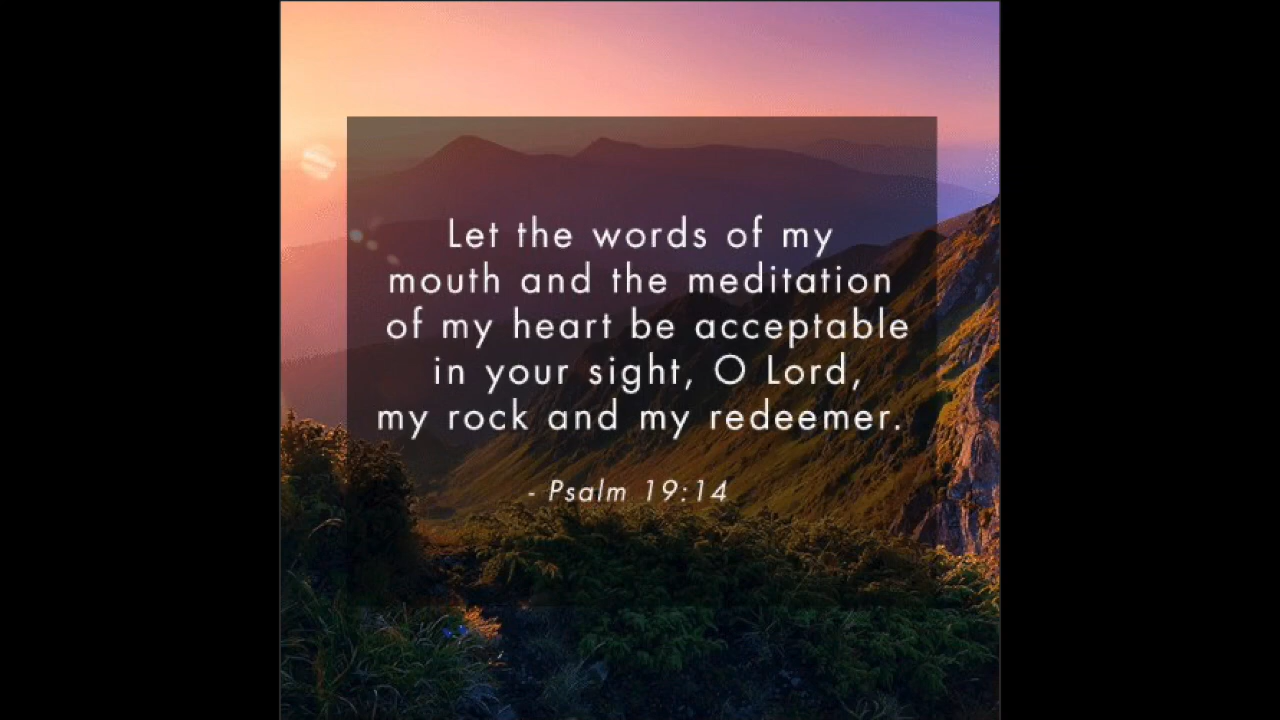 Let the words of my
mouth and the meditation
of my heart be acceptable
in your sight, O Lord,
my rock and my redeemer.
- Psalm 19:14